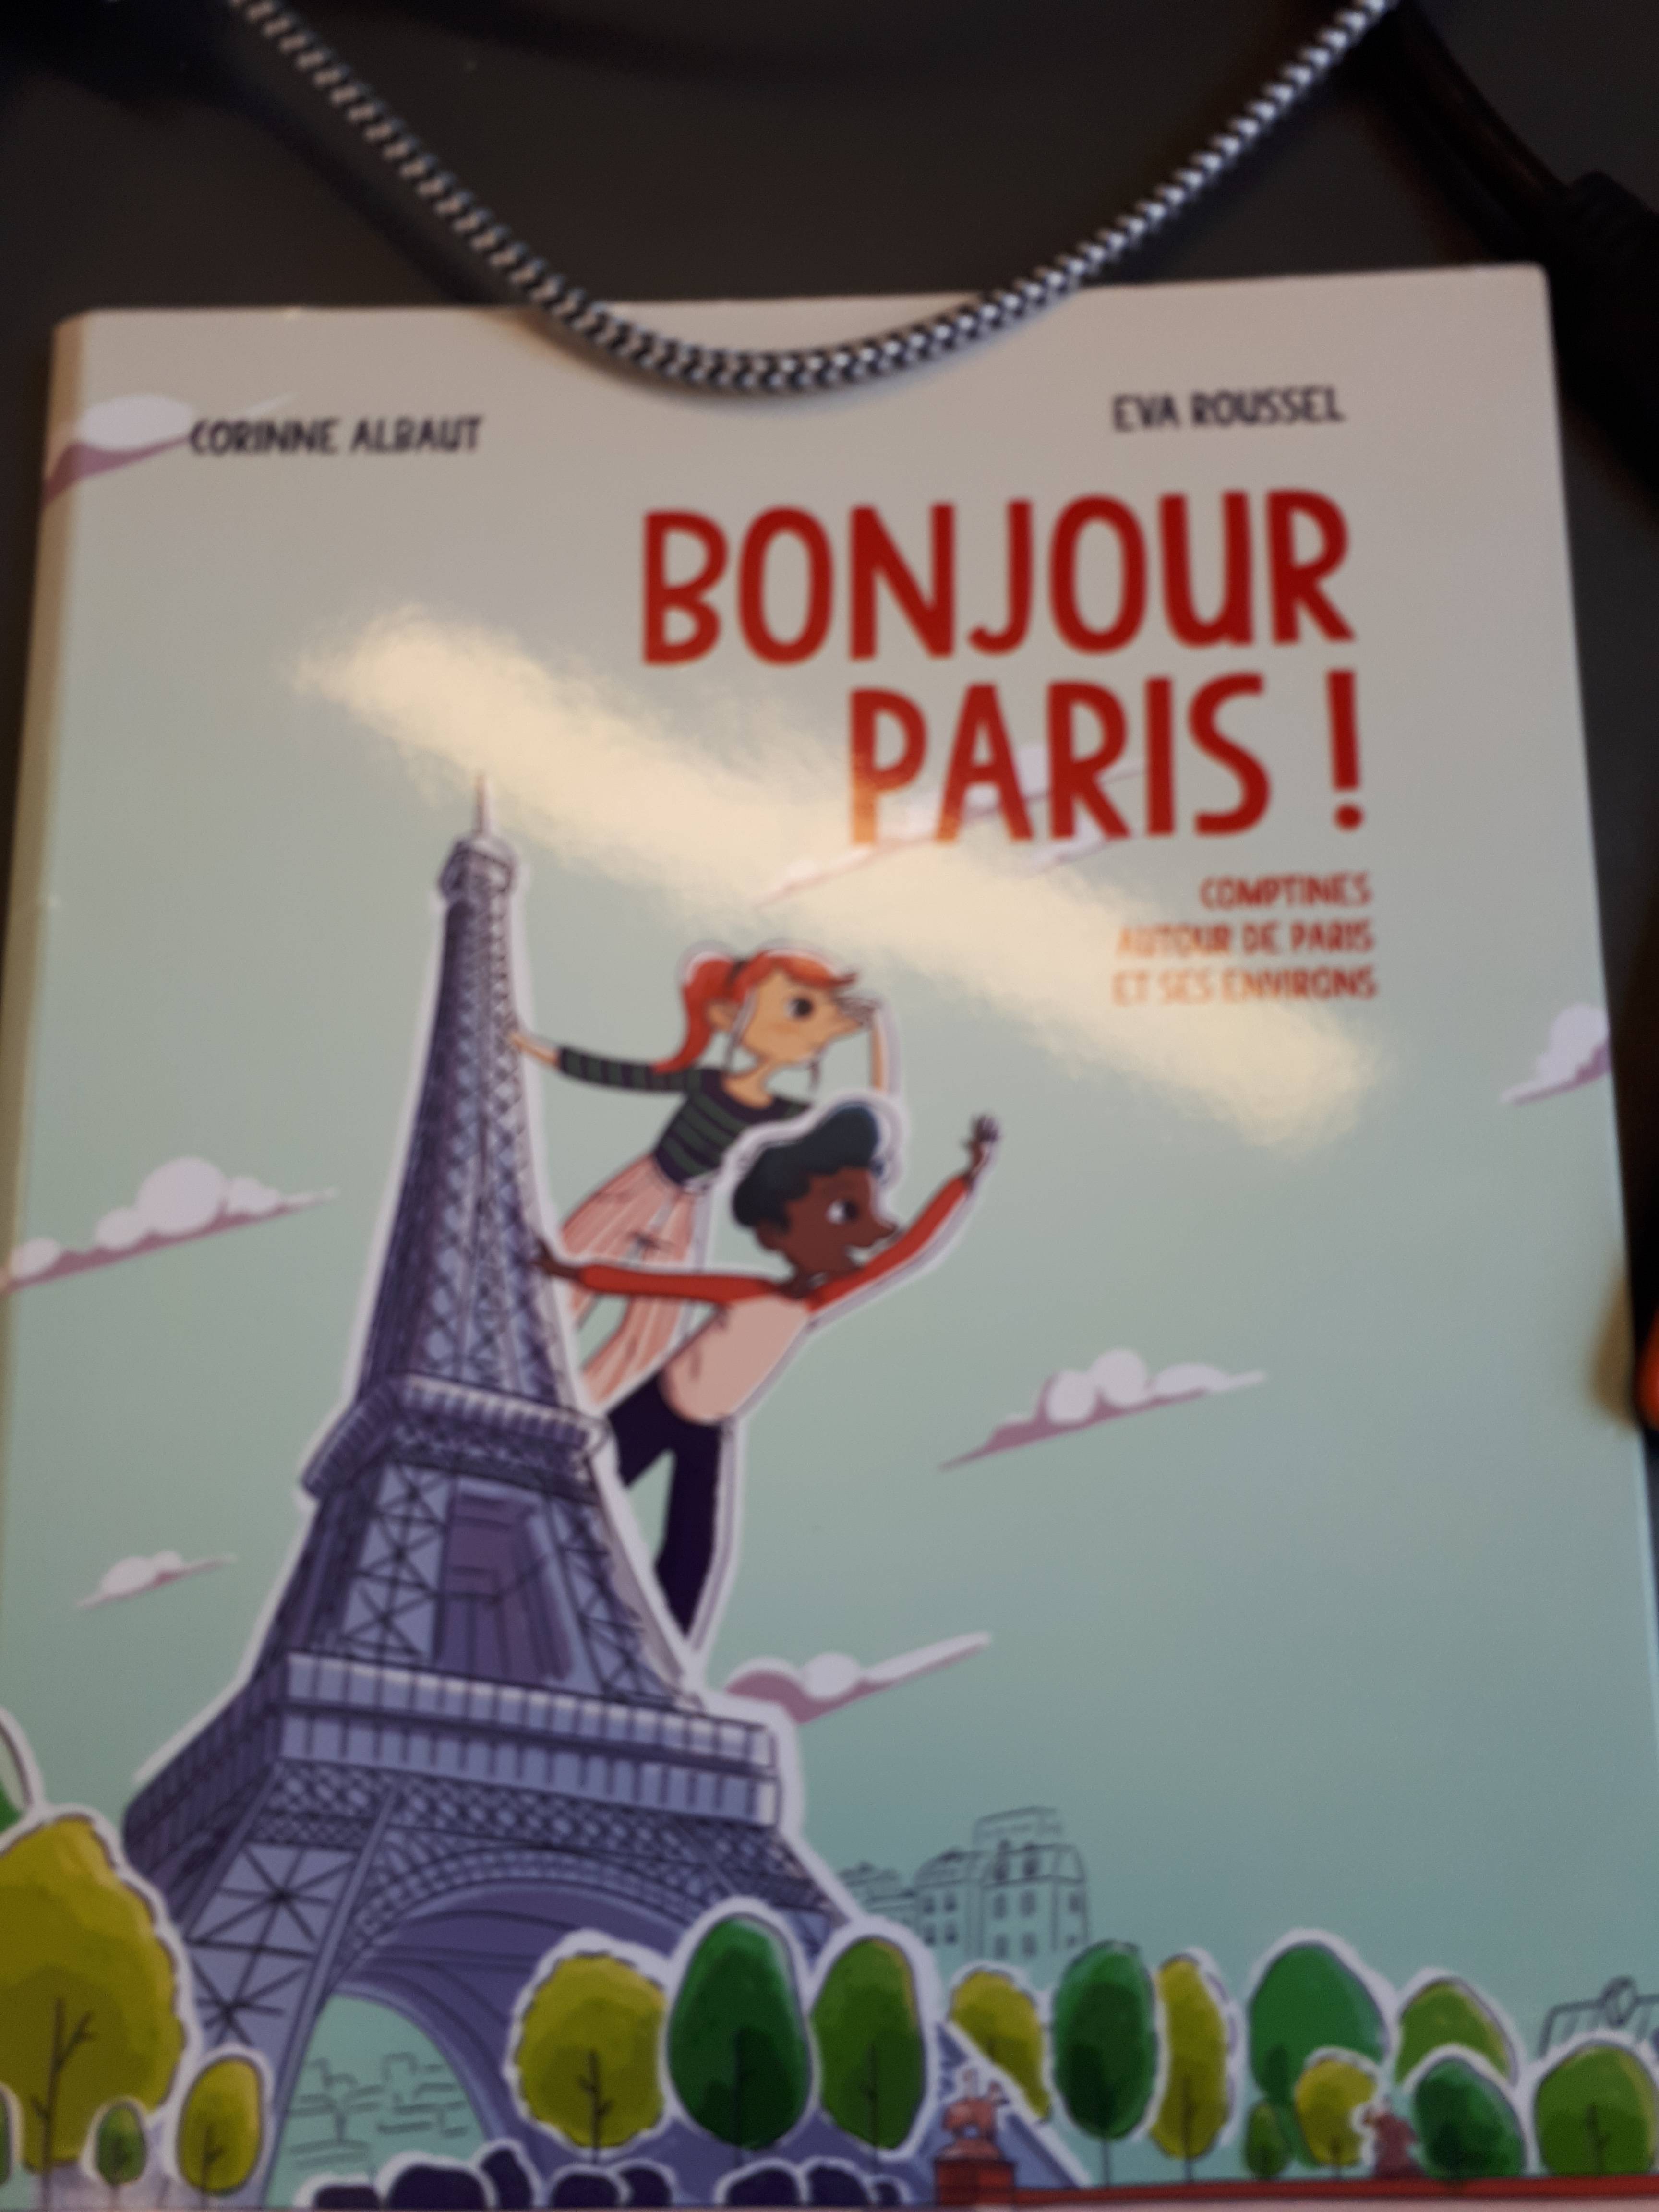 CORINNE ALBAUT
EVA ROUSSEL
BONJOUR
PARIS !
COMPTINES
AUTOUR DE PARIS
ET SES ENVIRONS